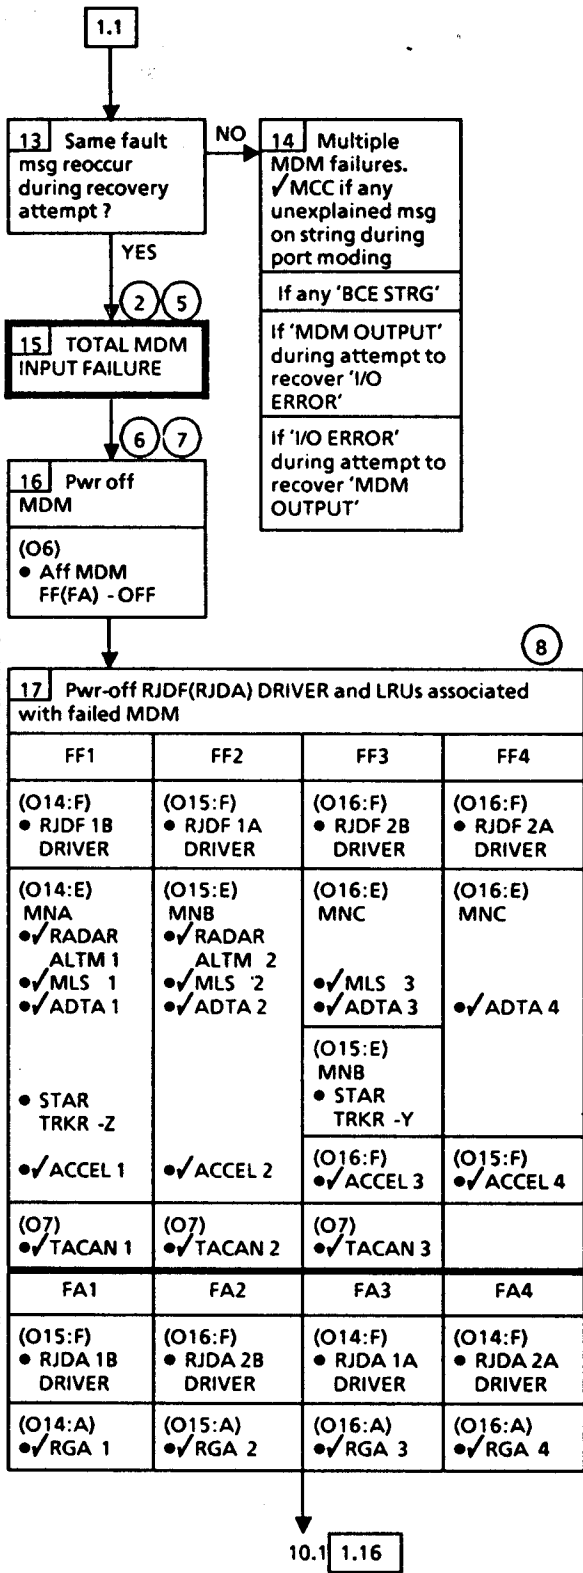 1.1
13 Same fault
msg reoccur
during recovery
attempt ?
NO
YES
14 Multiple
MDM failures.
✓MCC if any
unexplained msg
on string during
port moding
If any 'BCE STRG'
If 'MDM OUTPUT'
during attempt to
recover 'I/O
ERROR'
If 'I/O ERROR'
during attempt to
recover 'MDM
OUTPUT'
2 5
15 TOTAL MDM
INPUT FAILURE
6 7
16 Pwr off
MDM
(O6)
• Aff MDM
FF(FA) - OFF
8
17 Pwr-off RJDF(RJDA) DRIVER and LRUs associated
with failed MDM
FF1 FF2 FF3 FF4
(O14:F) (O15:F) (O16:F) (O16:F)
• RJDF 1B • RJDF 1A • RJDF 2B • RJDF 2A
DRIVER DRIVER DRIVER DRIVER
(O14:E) (O15:E) (O16:E) (O16:E)
MNA MNB MNC MNC
•✓RADAR •✓RADAR
ALTM 1 ALTM 2
•✓MLS 1 •✓MLS '2 •✓MLS 3
•✓ADTA 1 •✓ADTA 2 •✓ADTA 3 •✓ADTA 4
(O15:E)
MNB
• STAR • STAR
TRKR -Z TRKR -Y
(O16:F) (O15:F)
•✓ACCEL 1 •✓ACCEL 2 •✓ACCEL 3 •✓ACCEL 4
(O7) (O7) (O7)
•✓TACAN 1 •✓TACAN 2 •✓TACAN 3
FA1 FA2 FA3 FA4
(O15:F) (O16:F) (O14:F) (O15:F)
• RJDA 1B • RJDA 2B • RJDA 1A • RJDA 2A
DRIVER DRIVER DRIVER DRIVER
(O14:A) (O15:A) (O16:A) (O16:A)
•✓RGA 1 •✓RGA 2 •✓RGA 3 •✓RGA 4
10.1 1.16